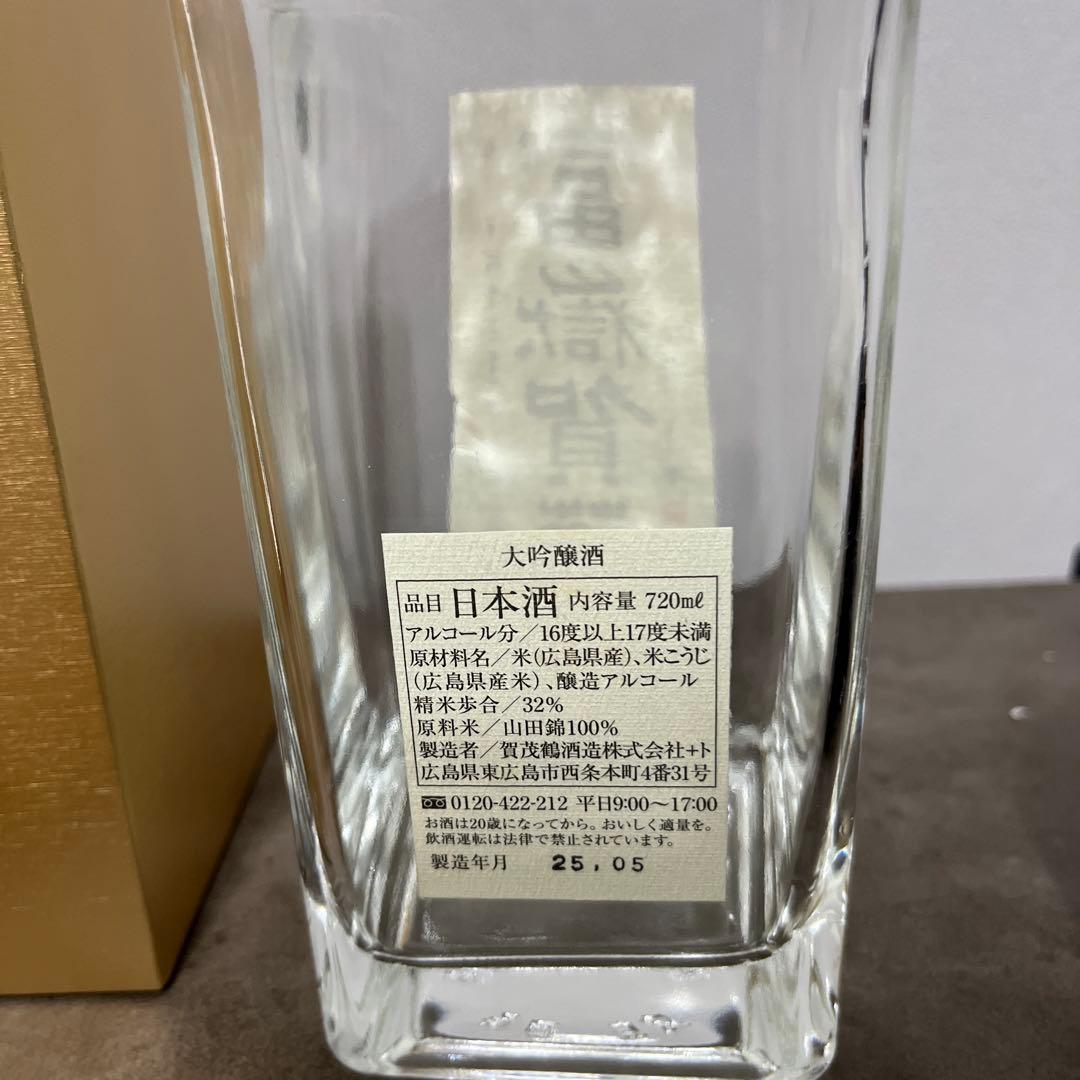 大吟醸酒
品目 日本酒 内容量 720mℓ
アルコール分／16度以上17度未満
原材料名／米(広島県産)、米こうじ
(広島県産米)、醸造アルコール
精米歩合／32%
原料米／山田錦100%
製造者／賀茂鶴酒造株式会社+ト
広島県東広島市西条本町4番31号
0120-422-212 平日9:00～17:00
お酒は20歳になってから。おいしく適量を。
飲酒運転は法律で禁止されています。
製造年月 25,05